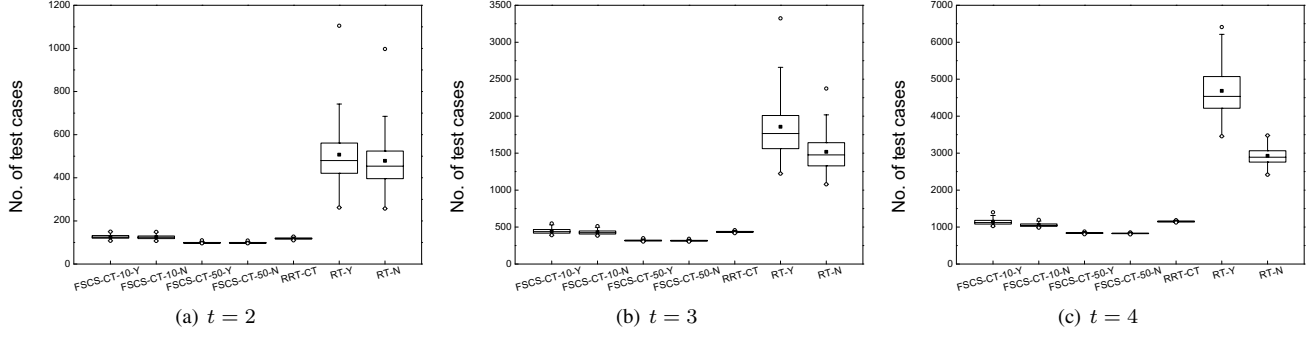 No. of test cases
1200
1000
800
600
400
200
0
FSCS-CT-10-Y
FSCS-CT-10-N
FSCS-CT-50-Y
FSCS-CT-50-N
RRT-CT
RT-Y
RT-N
(a) t = 2
No. of test cases
3500
3000
2500
2000
1500
1000
500
0
FSCS-CT-10-Y
FSCS-CT-10-N
FSCS-CT-50-Y
FSCS-CT-50-N
RRT-CT
RT-Y
RT-N
(b) t = 3
No. of test cases
7000
6000
5000
4000
3000
2000
1000
0
FSCS-CT-10-Y
FSCS-CT-10-N
FSCS-CT-50-Y
FSCS-CT-50-N
RRT-CT
RT-Y
RT-N
(c) t = 4